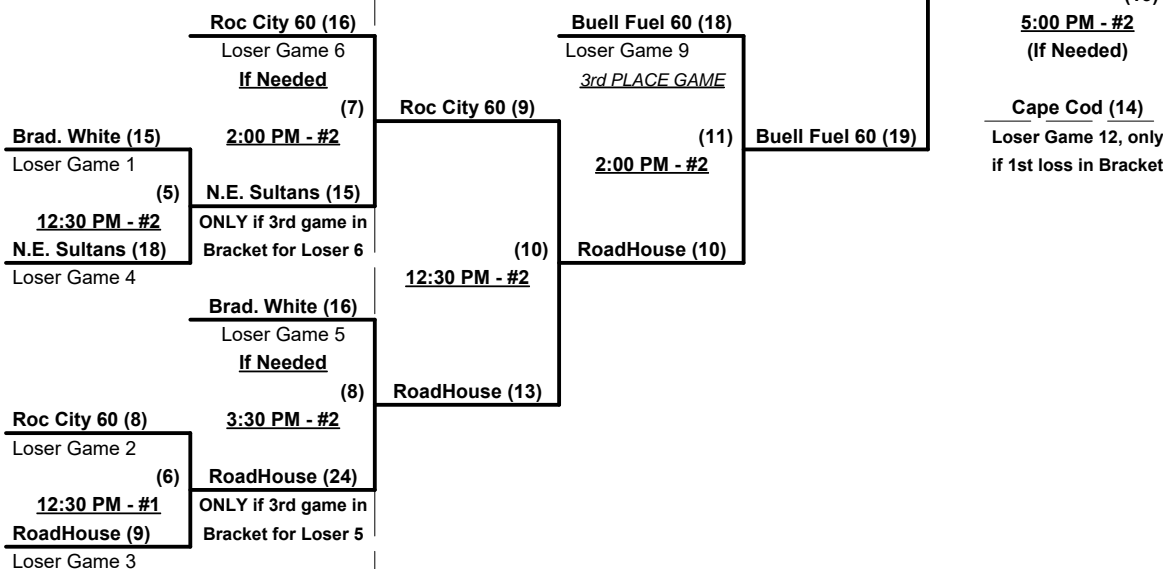 Roc City 60 (16)
Loser Game 6
If Needed
(7)
2:00 PM - #2
Brad. White (15)
Loser Game 1
(5)
12:30 PM - #2
N.E. Sultans (18)
Loser Game 4
N.E. Sultans (15)
ONLY if 3rd game in
Bracket for Loser 6
Brad. White (16)
Loser Game 5
If Needed
(8)
3:30 PM - #2
Roc City 60 (8)
Loser Game 2
(6)
12:30 PM - #1
RoadHouse (9)
Loser Game 3
RoadHouse (24)
ONLY if 3rd game in
Bracket for Loser 5
Roc City 60 (9)
(10)
12:30 PM - #2
RoadHouse (13)
Buell Fuel 60 (18)
Loser Game 9
3rd PLACE GAME
(11)
2:00 PM - #2
RoadHouse (10)
Buell Fuel 60 (19)
5:00 PM - #2
(If Needed)
Cape Cod (14)
Loser Game 12, only
if 1st loss in Bracket